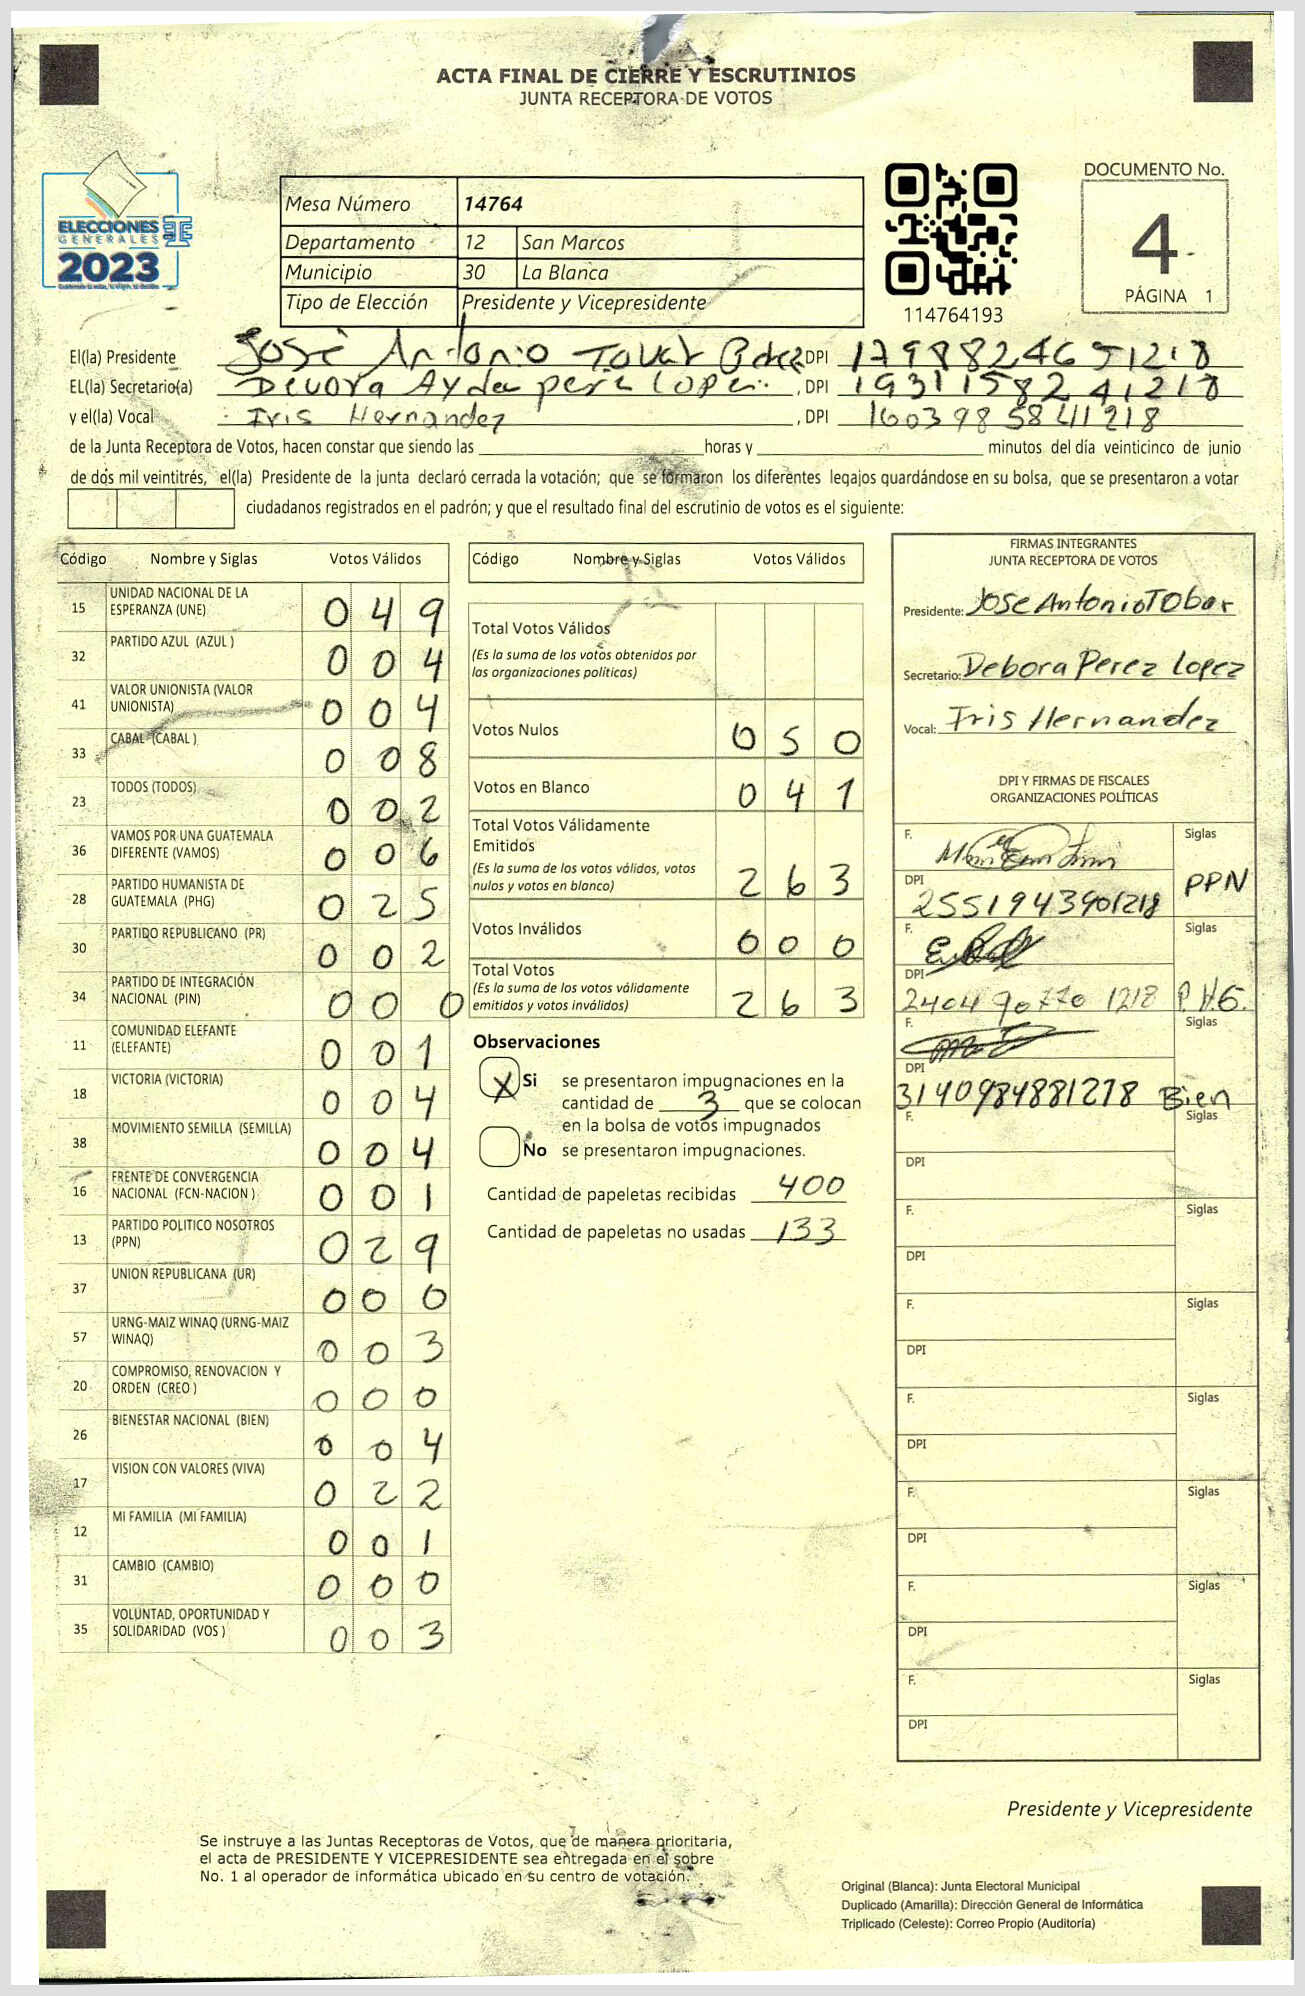 ACTA FINAL DE CIERRE Y ESCRUTINIOS
JUNTA RECEPTORA DE VOTOS
ELECCIONES
GENERALES
2023
Mesa Número 14764
Departamento 12 San Marcos
Municipio 30 La Blanca
Tipo de Elección Presidente y Vicepresidente
114764193
DOCUMENTO No.
4
PÁGINA 1
El(la) Presidente José Antonio Tovar DPI 1798824651218
EL(la) Secretario(a) Devora Ayda Lopez , DPI 1931158241218
y el(la) Vocal Iris Hernandez , DPI 1603985841218
de la Junta Receptora de Votos, hacen constar que siendo las horas y minutos del día veinticinco de junio
de dos mil veintitrés, el(la) Presidente de la junta declaró cerrada la votación; que se formaron los diferentes legajos guardándose en su bolsa, que se presentaron a votar
ciudadanos registrados en el padrón; y que el resultado final del escrutinio de votos es el siguiente:
Código Nombre y Siglas Votos Válidos
15 UNIDAD NACIONAL DE LA
ESPERANZA (UNE) 0 4 9
32 PARTIDO AZUL (AZUL ) 0 0 4
41 VALOR UNIONISTA (VALOR
UNIONISTA) 0 0 4
33 CABAL (CABAL ) 0 0 8
23 TODOS (TODOS) 0 0 2
36 VAMOS POR UNA GUATEMALA
DIFERENTE (VAMOS) 0 0 6
28 PARTIDO HUMANISTA DE
GUATEMALA (PHG) 0 2 5
30 PARTIDO REPUBLICANO (PR) 0 0 2
34 PARTIDO DE INTEGRACIÓN
NACIONAL (PIN) 0 0 0
11 COMUNIDAD ELEFANTE
(ELEFANTE) 0 0 1
18 VICTORIA (VICTORIA) 0 0 4
38 MOVIMIENTO SEMILLA (SEMILLA) 0 0 4
16 FRENTE DE CONVERGENCIA
NACIONAL (FCN-NACION ) 0 0 1
13 PARTIDO POLITICO NOSOTROS
(PPN) 0 2 9
37 UNION REPUBLICANA (UR) 0 0 0
57 URNG-MAIZ WINAQ (URNG-MAIZ
WINAQ) 0 0 3
20 COMPROMISO, RENOVACION Y
ORDEN (CREO ) 0 0 0
26 BIENESTAR NACIONAL (BIEN) 0 0 4
17 VISION CON VALORES (VIVA) 0 2 2
12 MI FAMILIA (MI FAMILIA) 0 0 1
31 CAMBIO (CAMBIO) 0 0 0
35 VOLUNTAD, OPORTUNIDAD Y
SOLIDARIDAD (VOS ) 0 0 3
Código Nombre y Siglas Votos Válidos
Total Votos Válidos
(Es la suma de los votos obtenidos por
las organizaciones políticas)
Votos Nulos 0 5 0
Votos en Blanco 0 4 1
Total Votos Válidamente
Emitidos
(Es la suma de los votos válidos, votos
nulos y votos en blanco) 2 6 3
Votos Inválidos 0 0 0
Total Votos
(Es la suma de los votos válidamente
emitidos y votos inválidos) 2 6 3
Observaciones
X Si se presentaron impugnaciones en la
cantidad de 3 que se colocan
en la bolsa de votos impugnados
No se presentaron impugnaciones.
Cantidad de papeletas recibidas 400
Cantidad de papeletas no usadas 133
FIRMAS INTEGRANTES
JUNTA RECEPTORA DE VOTOS
Presidente: Jose Antonio TObar
Secretario: Debora Perez Lopez
Vocal: Iris Hernandez
DPI Y FIRMAS DE FISCALES
ORGANIZACIONES POLÍTICAS
F. Siglas
DPI PPN
2551943901218
F. Siglas
DPI
2404 90770 1218 P.H.G.
F. Siglas
DPI
3140984881218 Bien
F. Siglas
DPI
F. Siglas
DPI
F. Siglas
DPI
F. Siglas
DPI
F. Siglas
DPI
F. Siglas
DPI
F. Siglas
DPI
Presidente y Vicepresidente
Se instruye a las Juntas Receptoras de Votos, que de manera prioritaria,
el acta de PRESIDENTE Y VICEPRESIDENTE sea entregada en el sobre
No. 1 al operador de informática ubicado en su centro de votación.
Original (Blanca): Junta Electoral Municipal
Duplicado (Amarilla): Dirección General de Informática
Triplicado (Celeste): Correo Propio (Auditoría)